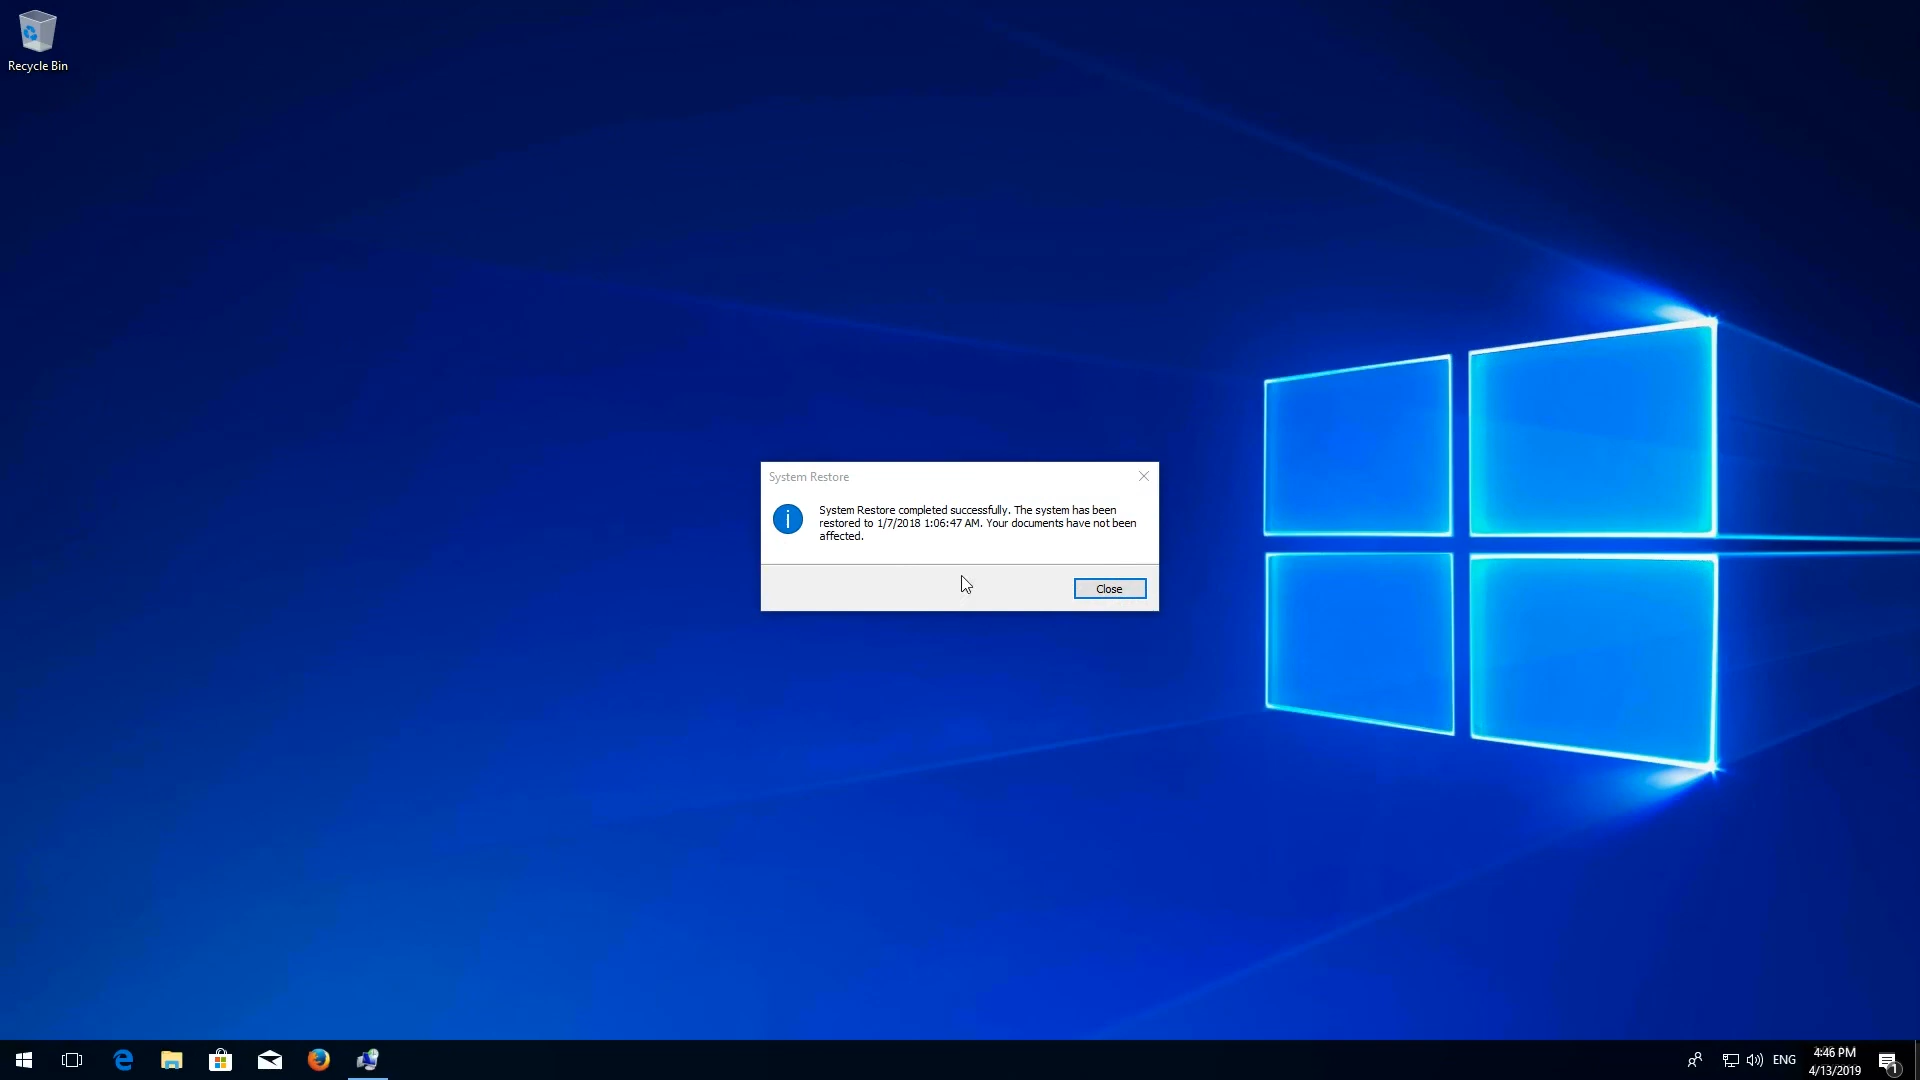 Recycle Bin
System Restore
System Restore completed successfully. The system has been
restored to 1/7/2018 1:06:47 AM. Your documents have not been
affected.
Close
ENG
4:46 PM
4/13/2019
1